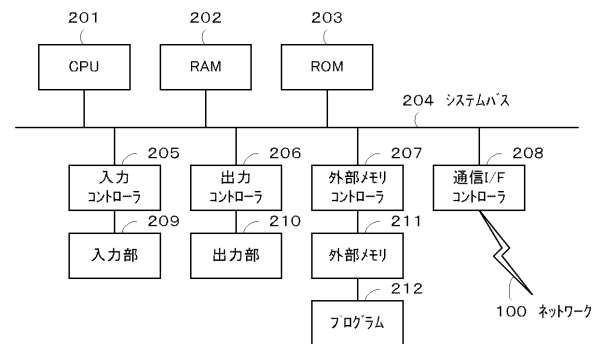 201
202
203
CPU
RAM
ROM
204 システムバス
205
206
207
208
入力
コントローラ
出力
コントローラ
外部メモリ
コントローラ
通信I/F
コントローラ
209
210
211
入力部
出力部
外部メモリ
212
プログラム
100 ネットワーク